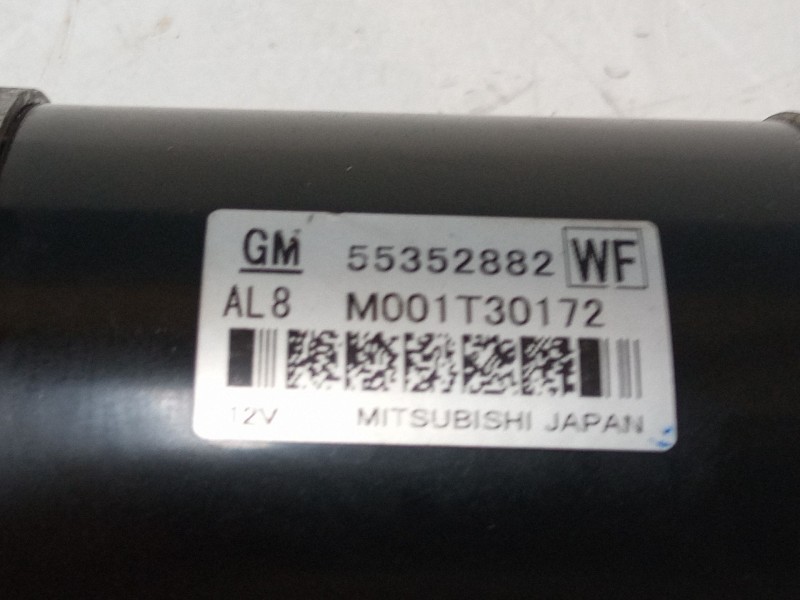 GM 55352882 WF
AL8 M001T30172
12V MITSUBISHI JAPAN